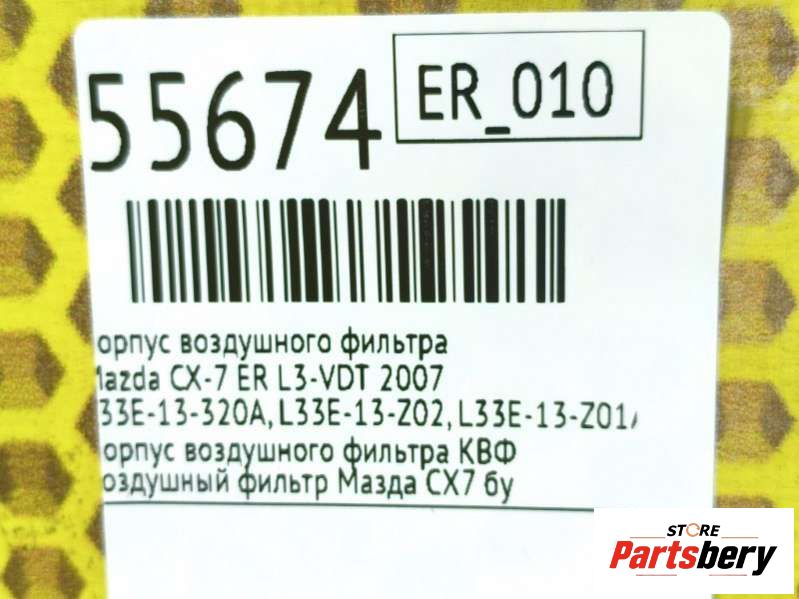 55674
ER_010
орпус воздушного фильтра
Mazda CX-7 ER L3-VDT 2007
33E-13-320A, L33E-13-Z02, L33E-13-Z01
орпус воздушного фильтра КВФ
оздушный фильтр Мазда СХ7 бу
STORE
Partsbery